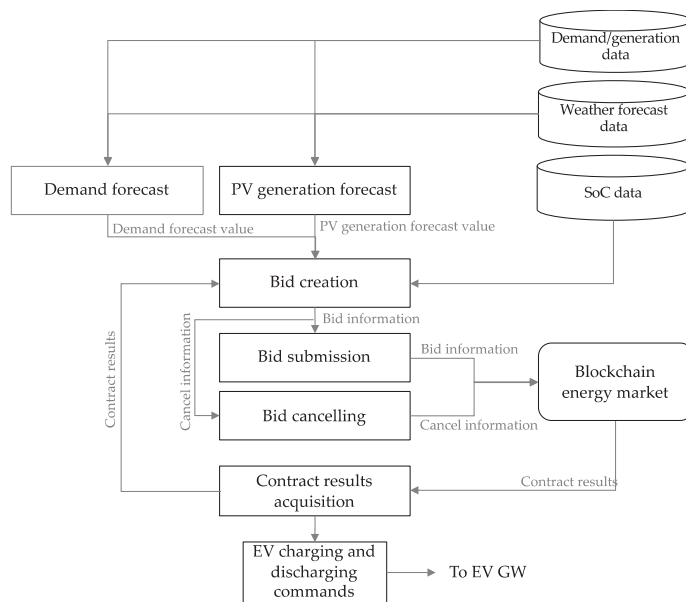 Demand/generation
data
Weather forecast
data
Demand forecast
PV generation forecast
SoC data
Demand forecast value
PV generation forecast value
Bid creation
Bid information
Cancel information
Contract results
Bid submission
Bid information
Blockchain
energy market
Bid cancelling
Cancel information
Contract results
acquisition
Contract results
EV charging and
discharging
commands
To EV GW